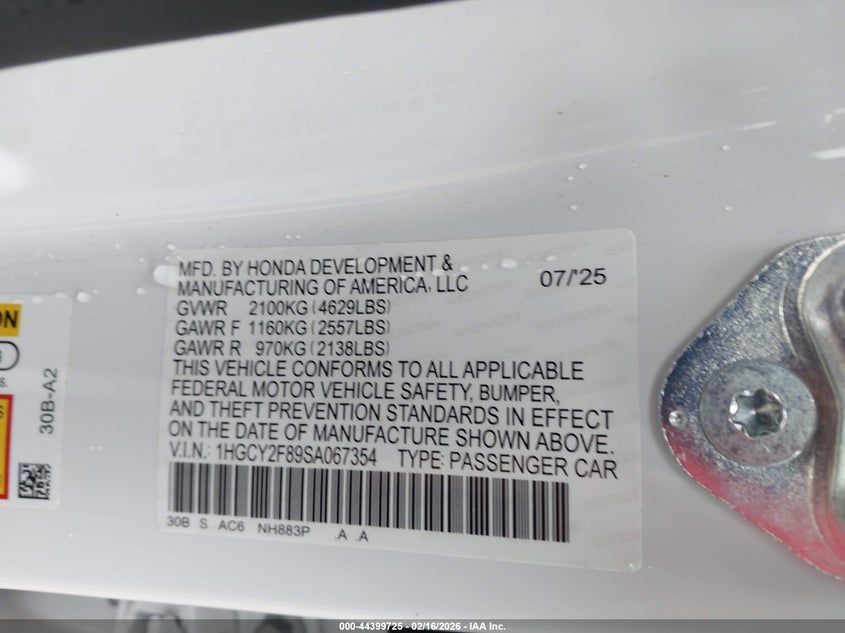 MFD. BY HONDA DEVELOPMENT &
MANUFACTURING OF AMERICA, LLC 07/'25
GVWR 2100KG (4629LBS)
GAWR F 1160KG (2557LBS)
GAWR R 970KG (2138LBS)
THIS VEHICLE CONFORMS TO ALL APPLICABLE
FEDERAL MOTOR VEHICLE SAFETY, BUMPER,
AND THEFT PREVENTION STANDARDS IN EFFECT
ON THE DATE OF MANUFACTURE SHOWN ABOVE.
V.I.N.: 1HGCY2F89SA067354 TYPE: PASSENGER CAR
30B S AC6 NH883P .A .A
30B-A2
000-44399725 - 02/16/2026 - IAA Inc.